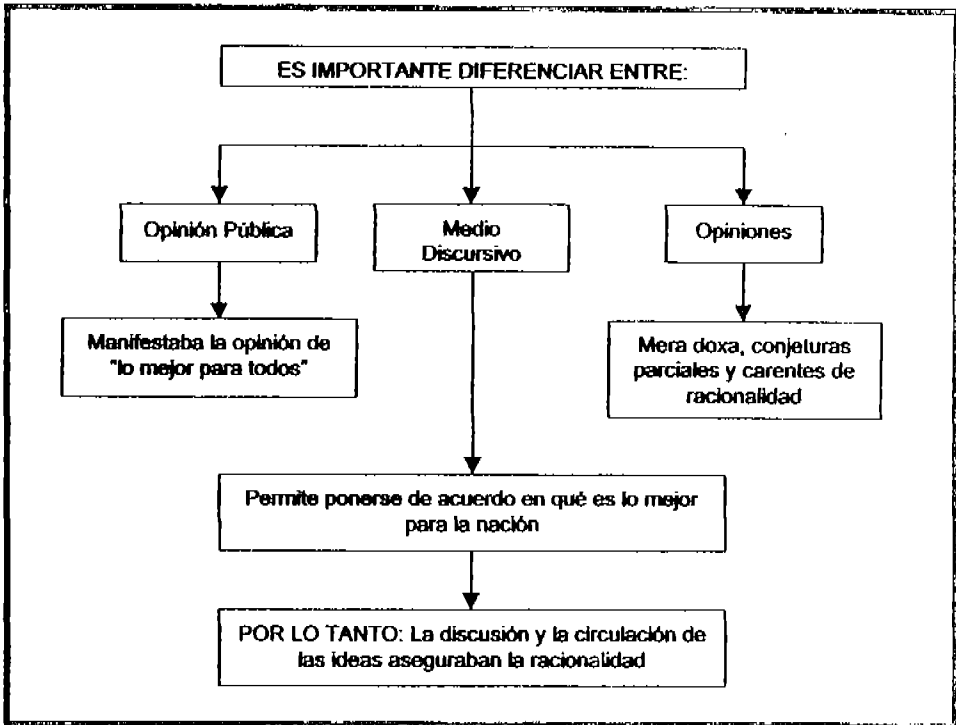 ES IMPORTANTE DIFERENCIAR ENTRE:
Opinión Pública
Medio
Discursivo
Opiniones
Manifestaba la opinión de
"lo mejor para todos"
Mera doxa, conjeturas
parciales y carentes de
racionalidad
Permite ponerse de acuerdo en qué es lo mejor
para la nación
POR LO TANTO: La discusión y la circulación de
las ideas aseguraban la racionalidad